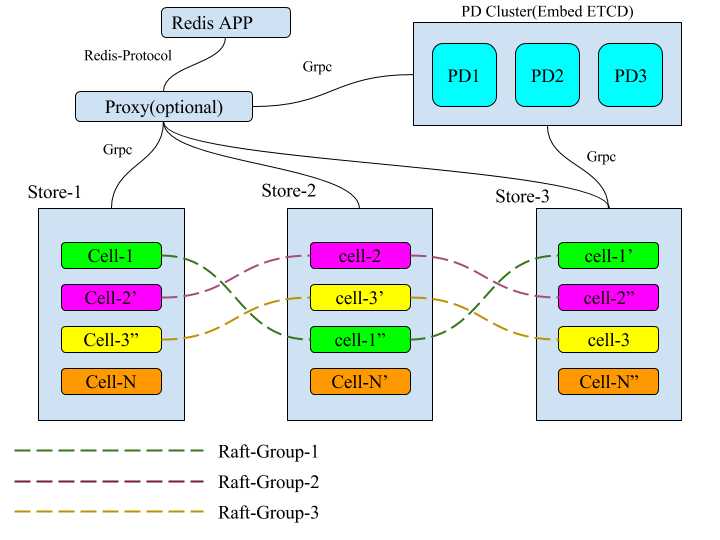 Redis APP
PD Cluster(Embed ETCD)
Redis-Protocol
Grpc
PD1
PD2
PD3
Proxy(optional)
Grpc
Grpc
Store-1
Store-2
Store-3
Cell-1
cell-2
cell-1’
Cell-2’
cell-3’
cell-2”
Cell-3”
cell-1”
cell-3
Cell-N
Cell-N’
Cell-N”
Raft-Group-1
Raft-Group-2
Raft-Group-3